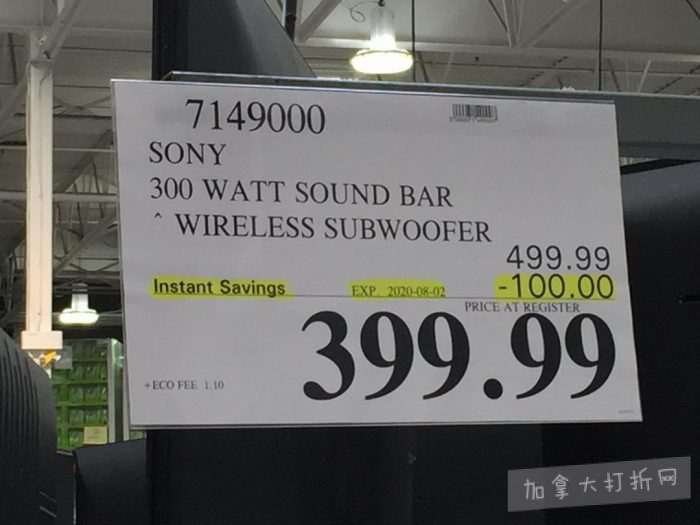 7149000
SONY
300 WATT SOUND BAR
^ WIRELESS SUBWOOFER
499.99
Instant Savings EXP. 2020-08-02 -100.00
PRICE AT REGISTER
399.99
+ECO FEE 1.10
加拿大打折网